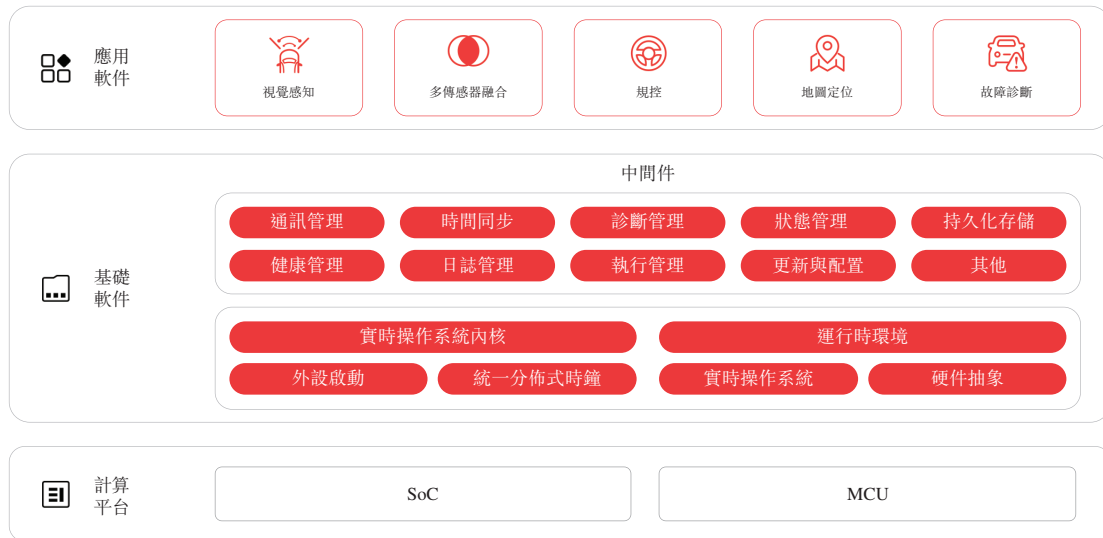 應用
軟件
視覺感知
多傳感器融合
規控
地圖定位
故障診斷
中間件
基礎
軟件
通訊管理
時間同步
診斷管理
狀態管理
持久化存儲
健康管理
日誌管理
執行管理
更新與配置
其他
實時操作系統內核
運行時環境
外設啟動
統一分佈式時鐘
實時操作系統
硬件抽象
計算
平台
SoC
MCU